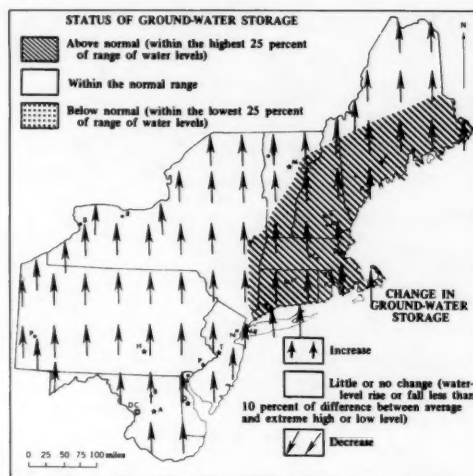 STATUS OF GROUND-WATER STORAGE
Above normal (within the highest 25 percent
of range of water levels)
Within the normal range
Below normal (within the lowest 25 percent
of range of water levels)
N
CHANGE IN
GROUND-WATER
STORAGE
Increase
Little or no change (water-
level rise or fall less than
10 percent of difference between average
and extreme high or low level)
Decrease
H
DC
A
0 25 50 75 100 miles